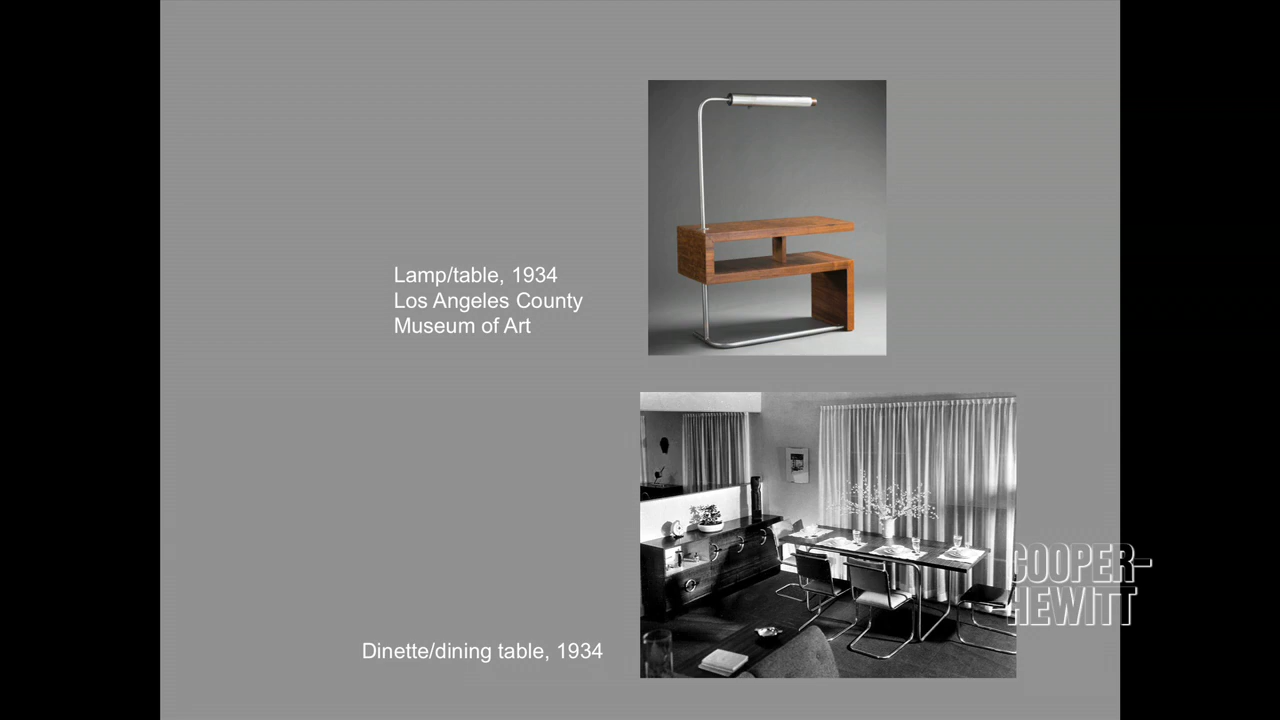 Lamp/table, 1934
Los Angeles County
Museum of Art
COOPER-
HEWITT
Dinette/dining table, 1934